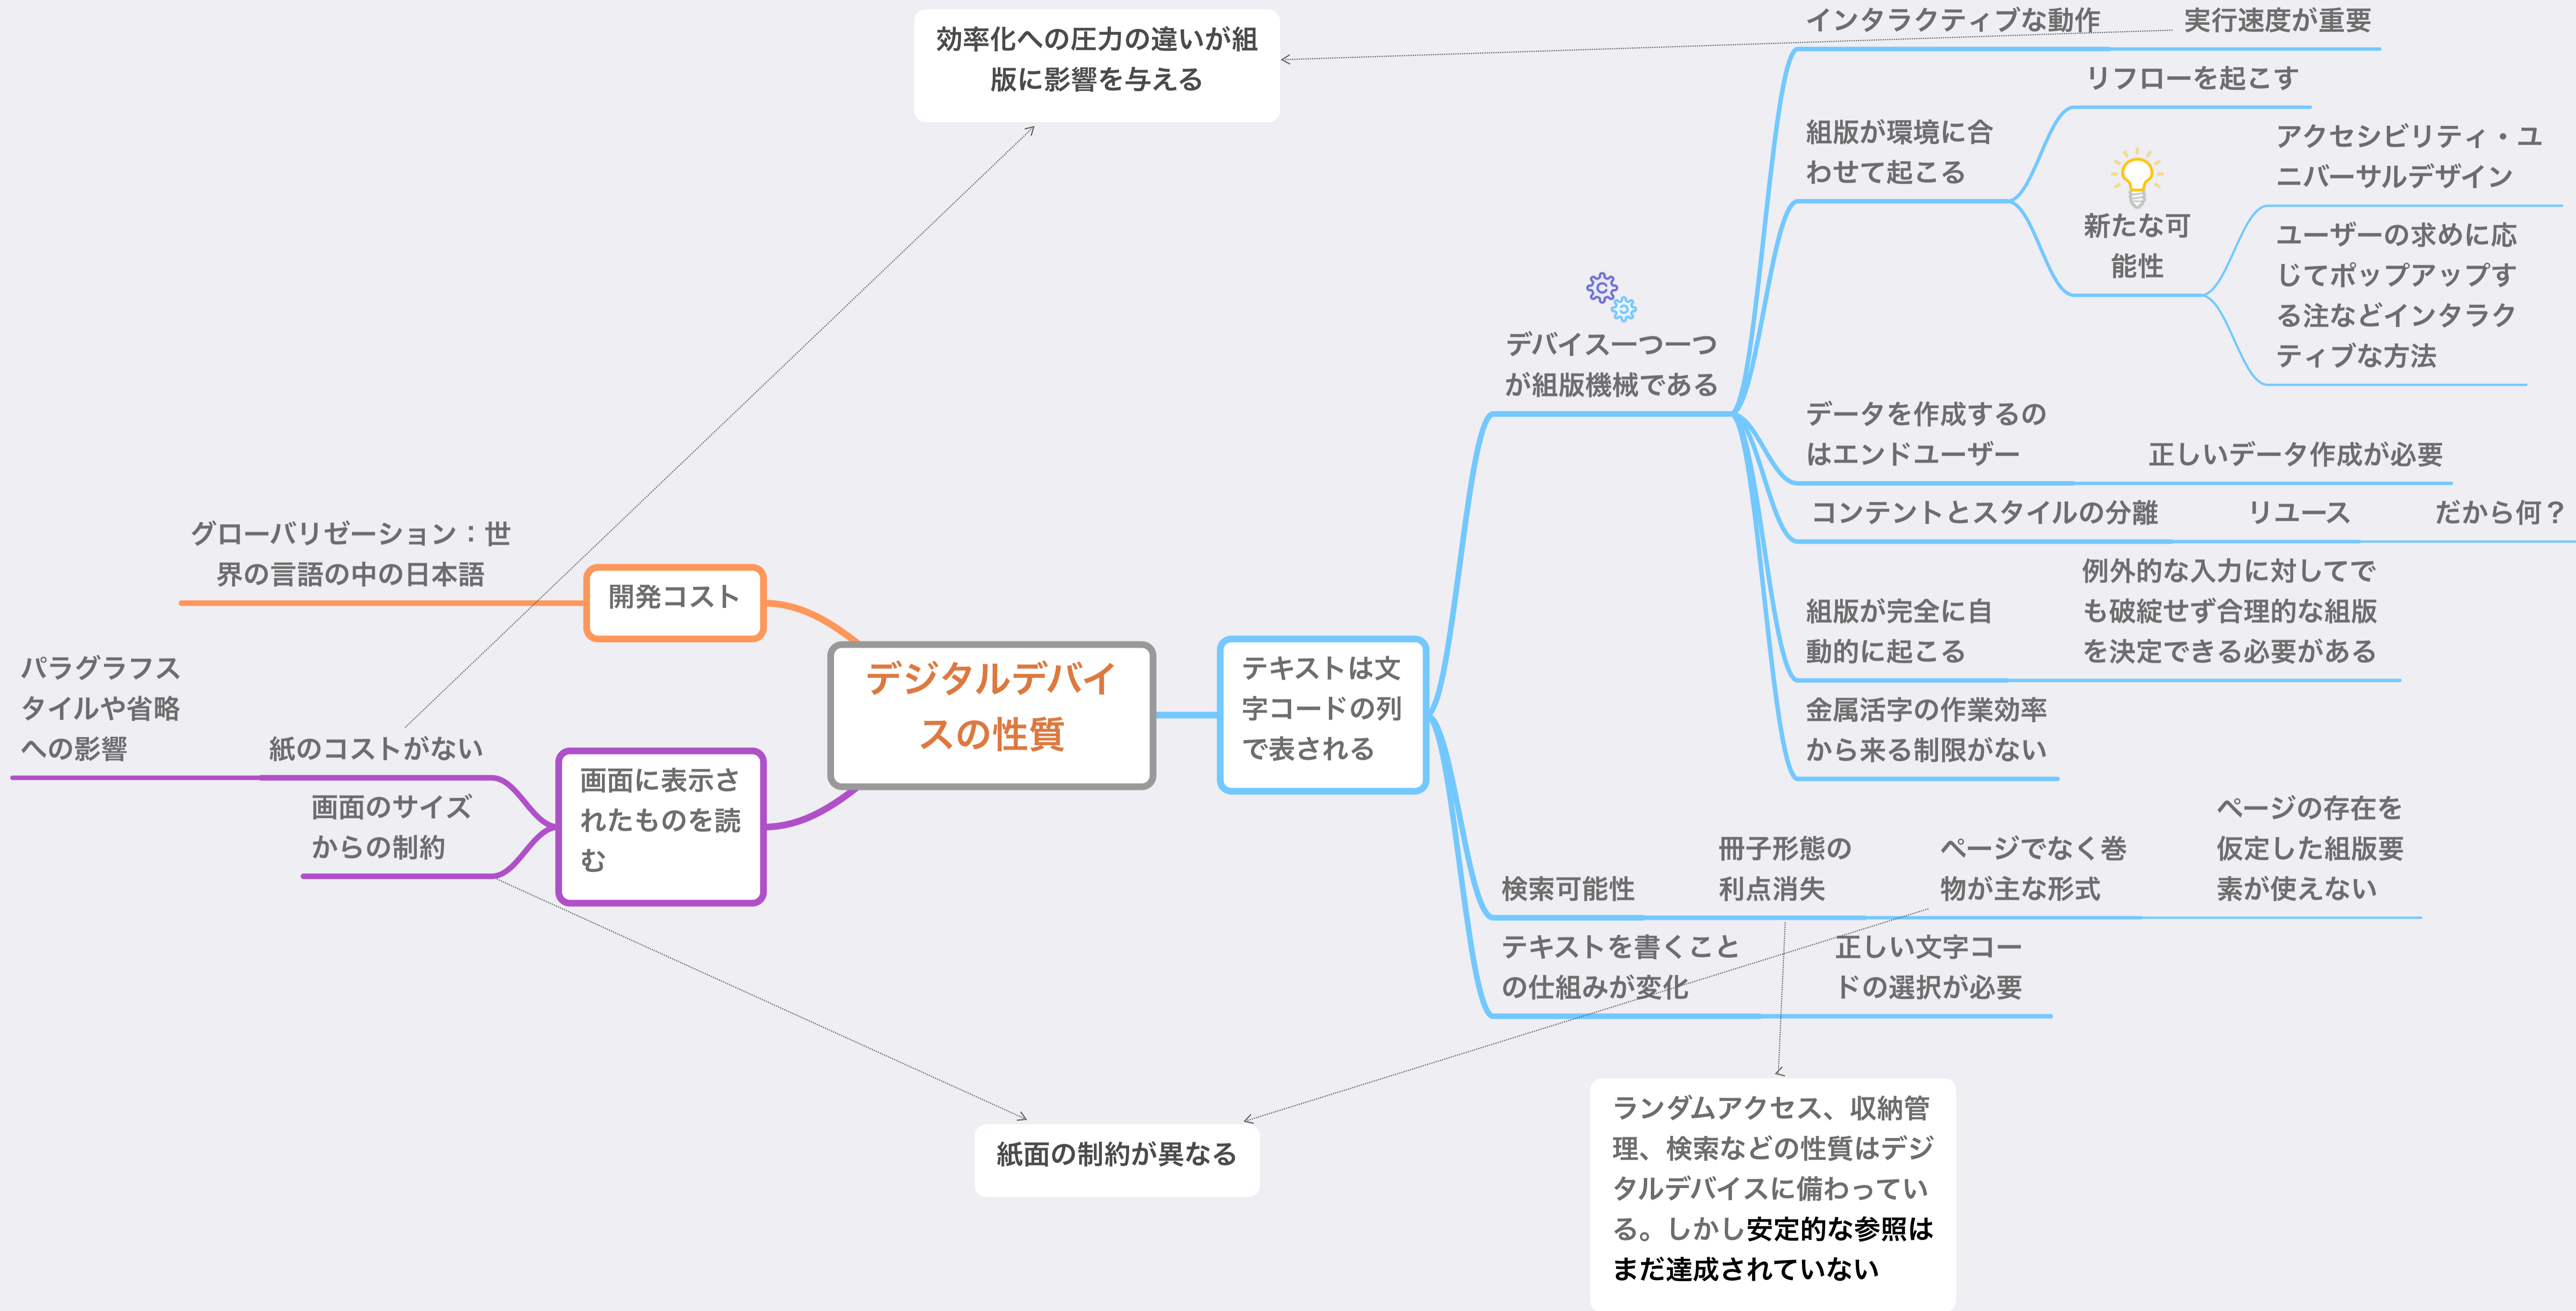 効率化への圧力の違いが組
版に影響を与える
インタラクティブな動作
実行速度が重要
組版が環境に合
わせて起こる
リフローを起こす
新たな可
能性
アクセシビリティ・ユ
ニバーサルデザイン
ユーザーの求めに応
じてポップアップす
る注などインタラク
ティブな方法
デバイス一つ一つ
が組版機械である
データを作成するの
はエンドユーザー
正しいデータ作成が必要
コンテントとスタイルの分離
リユース
だから何？
組版が完全に自
動的に起こる
例外的な入力に対してで
も破綻せず合理的な組版
を決定できる必要がある
金属活字の作業効率
から来る制限がない
グローバリゼーション：世
界の言語の中の日本語
開発コスト
デジタルデバイ
スの性質
テキストは文
字コードの列
で表される
パラグラフス
タイルや省略
への影響
紙のコストがない
画面のサイズ
からの制約
画面に表示さ
れたものを読
む
検索可能性
冊子形態の
利点消失
ページでなく巻
物が主な形式
ページの存在を
仮定した組版要
素が使えない
テキストを書くこと
の仕組みが変化
正しい文字コー
ドの選択が必要
紙面の制約が異なる
ランダムアクセス、収納管
理、検索などの性質はデジ
タルデバイスに備わってい
る。しかし安定的な参照は
まだ達成されていない